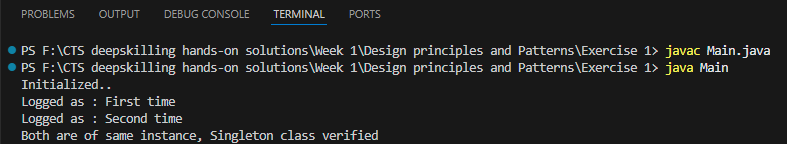 PROBLEMS OUTPUT DEBUG CONSOLE TERMINAL PORTS
PS F:\CTS deepskilling hands-on solutions\Week 1\Design principles and Patterns\Exercise 1> javac Main.java
PS F:\CTS deepskilling hands-on solutions\Week 1\Design principles and Patterns\Exercise 1> java Main
Initialized..
Logged as : First time
Logged as : Second time
Both are of same instance, Singleton class verified